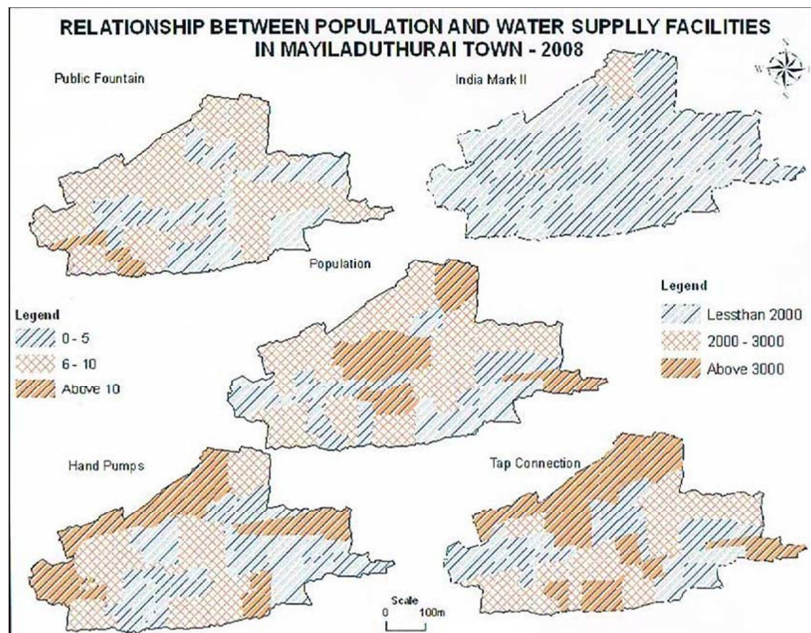 RELATIONSHIP BETWEEN POPULATION AND WATER SUPPLLY FACILITIES
IN MAYILADUTHURAI TOWN - 2008
Public Fountain
India Mark II
W
N
S
Population
Legend
0 - 5
6 - 10
Above 10
Legend
Lessthan 2000
2000 - 3000
Above 3000
Hand Pumps
Tap Connection
Scale
0 100m